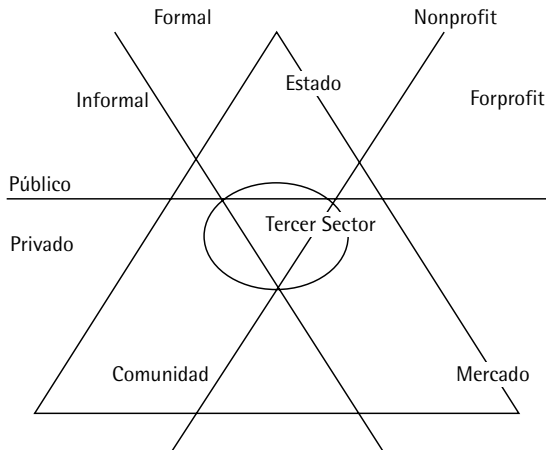 Formal
Nonprofit
Estado
Informal
Forprofit
Público
Tercer Sector
Privado
Comunidad
Mercado